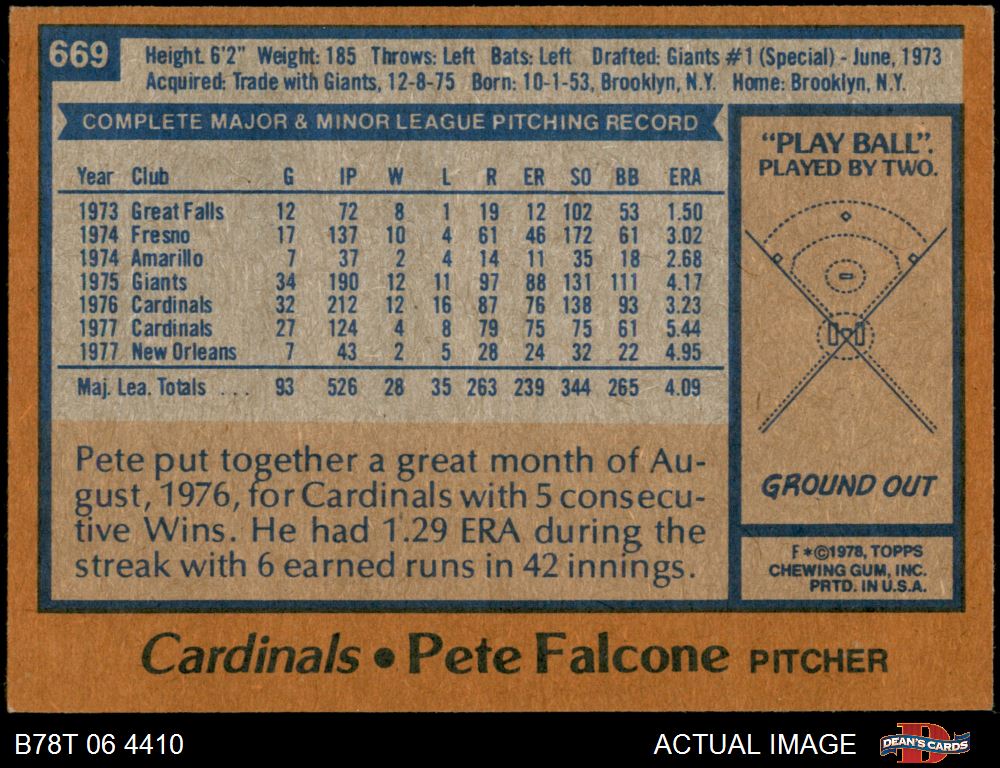 669
Height. 6'2" Weight: 185 Throws: Left Bats: Left Drafted: Giants #1 (Special) - June, 1973
Acquired: Trade with Giants, 12-8-75 Born: 10-1-53, Brooklyn, N.Y. Home: Brooklyn, N.Y.
COMPLETE MAJOR & MINOR LEAGUE PITCHING RECORD
Year Club G IP W L R ER SO BB ERA
1973 Great Falls 12 72 8 1 19 12 102 53 1.50
1974 Fresno 17 137 10 4 61 46 172 61 3.02
1974 Amarillo 7 37 2 4 14 11 35 18 2.68
1975 Giants 34 190 12 11 97 88 131 111 4.17
1976 Cardinals 32 212 12 16 87 76 138 93 3.23
1977 Cardinals 27 124 4 8 79 75 75 61 5.44
1977 New Orleans 7 43 2 5 28 24 32 22 4.95
Maj. Lea. Totals ... 93 526 28 35 263 239 344 265 4.09
Pete put together a great month of Au-
gust, 1976, for Cardinals with 5 consecu-
tive Wins. He had 1.29 ERA during the
streak with 6 earned runs in 42 innings.
"PLAY BALL".
PLAYED BY TWO.
GROUND OUT
F*©1978, TOPPS
CHEWING GUM, INC.
PRTD. IN U.S.A.
Cardinals • Pete Falcone PITCHER
B78T 06 4410
ACTUAL IMAGE
D
DEAN'S CARDS